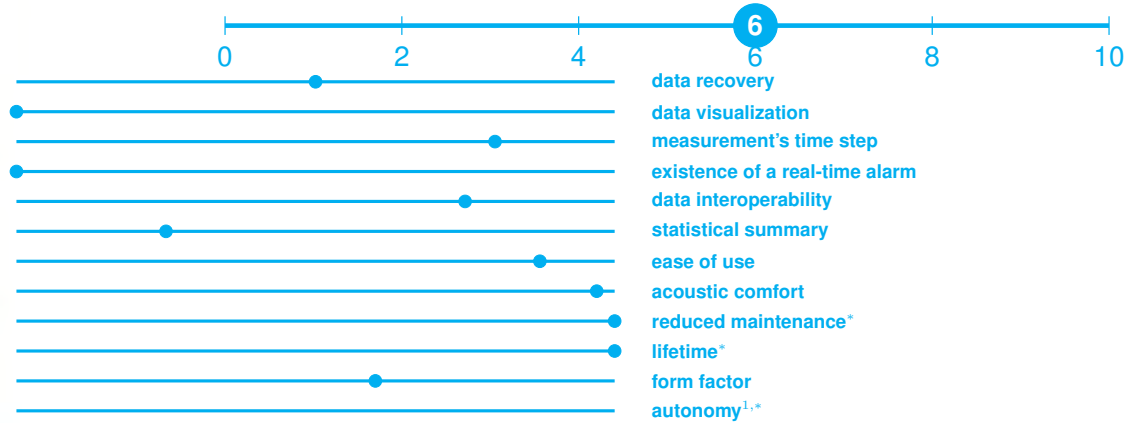 6
0 2 4 6 8 10
data recovery
data visualization
measurement's time step
existence of a real-time alarm
data interoperability
statistical summary
ease of use
acoustic comfort
reduced maintenance*
lifetime*
form factor
autonomy1,*